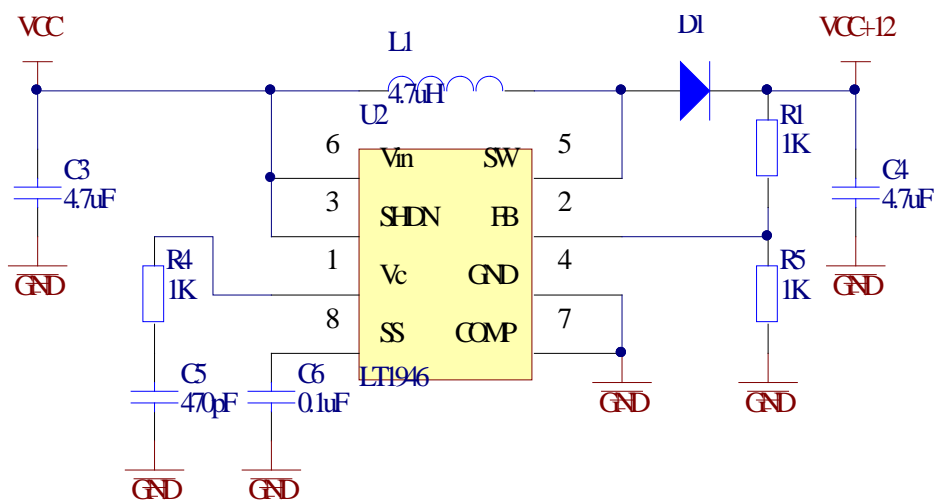 VCC
L1
D1
VCC+12
4.7uH
U2
R1
1K
6
Vin
SW
5
C3
4.7uF
C4
4.7uF
3
SHDN
FB
2
R4
1K
1
Vc
GND
4
R5
1K
GND
GND
8
SS
COMP
7
LT1946
C5
470pF
C6
0.1uF
GND
GND
GND
GND